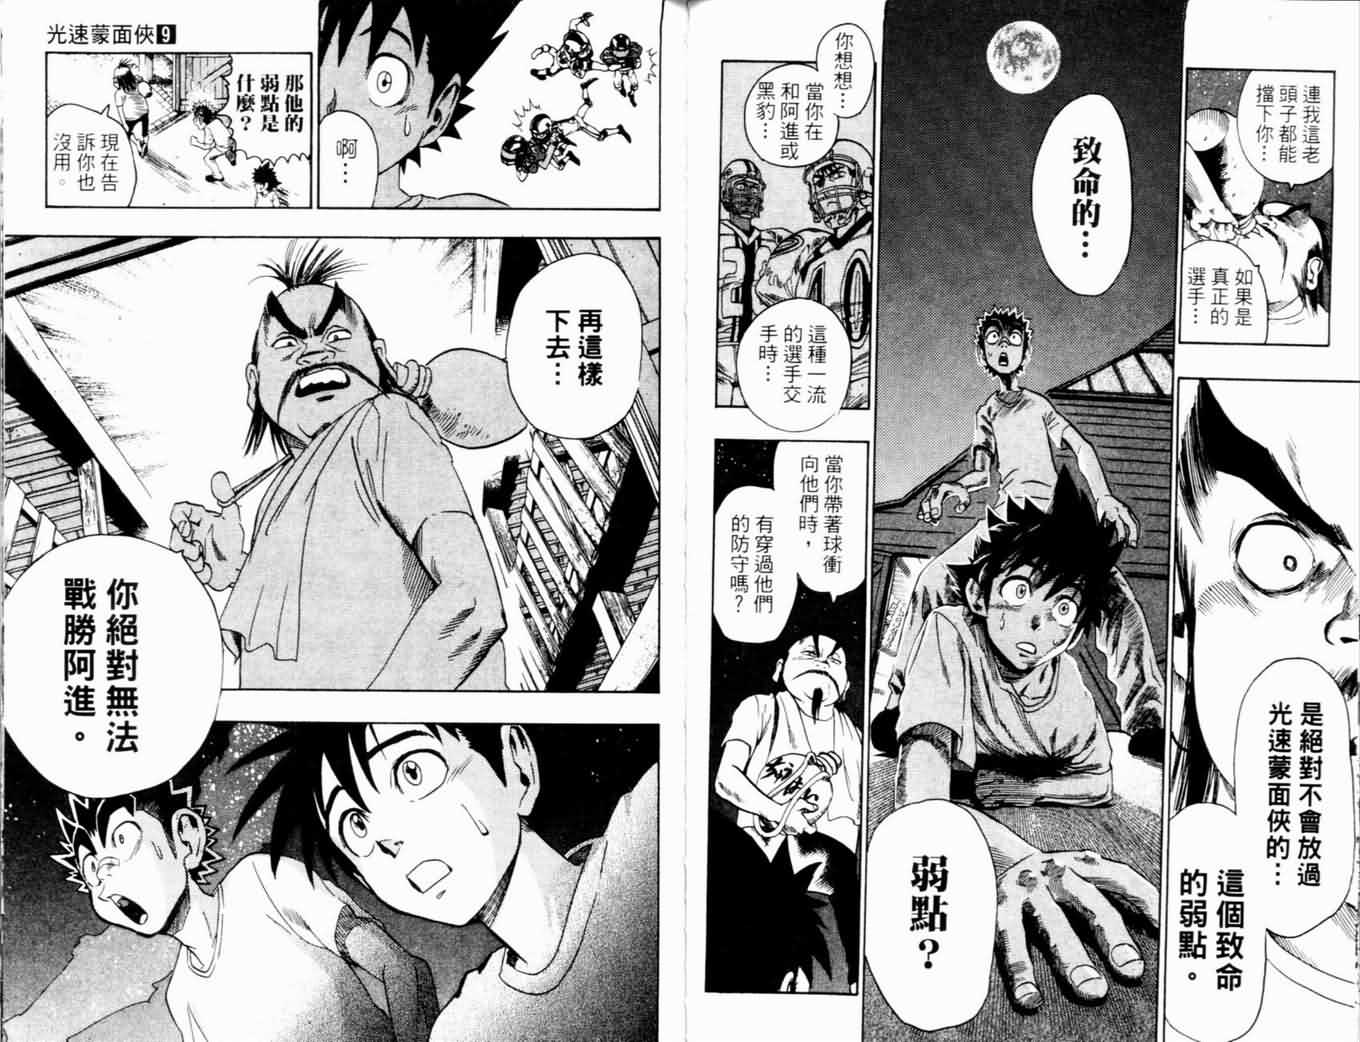 連我這老
頭子都能
擋下你…
如果是
真正的
選手…
是絕對不會放過
光速蒙面俠的…
這個致命
的弱點。
致命的…
弱點？
你想想…
當你在
和阿進或
黑豹…
這種一流
的選手交
手時…
當你帶著球衝
向他們時，
有穿過他們
的防守嗎？
光速蒙面俠9
啊…
那他的
弱點是
什麼？
現在告
訴你也
沒用。
再這樣
下去…
你絕對無法
戰勝阿進。